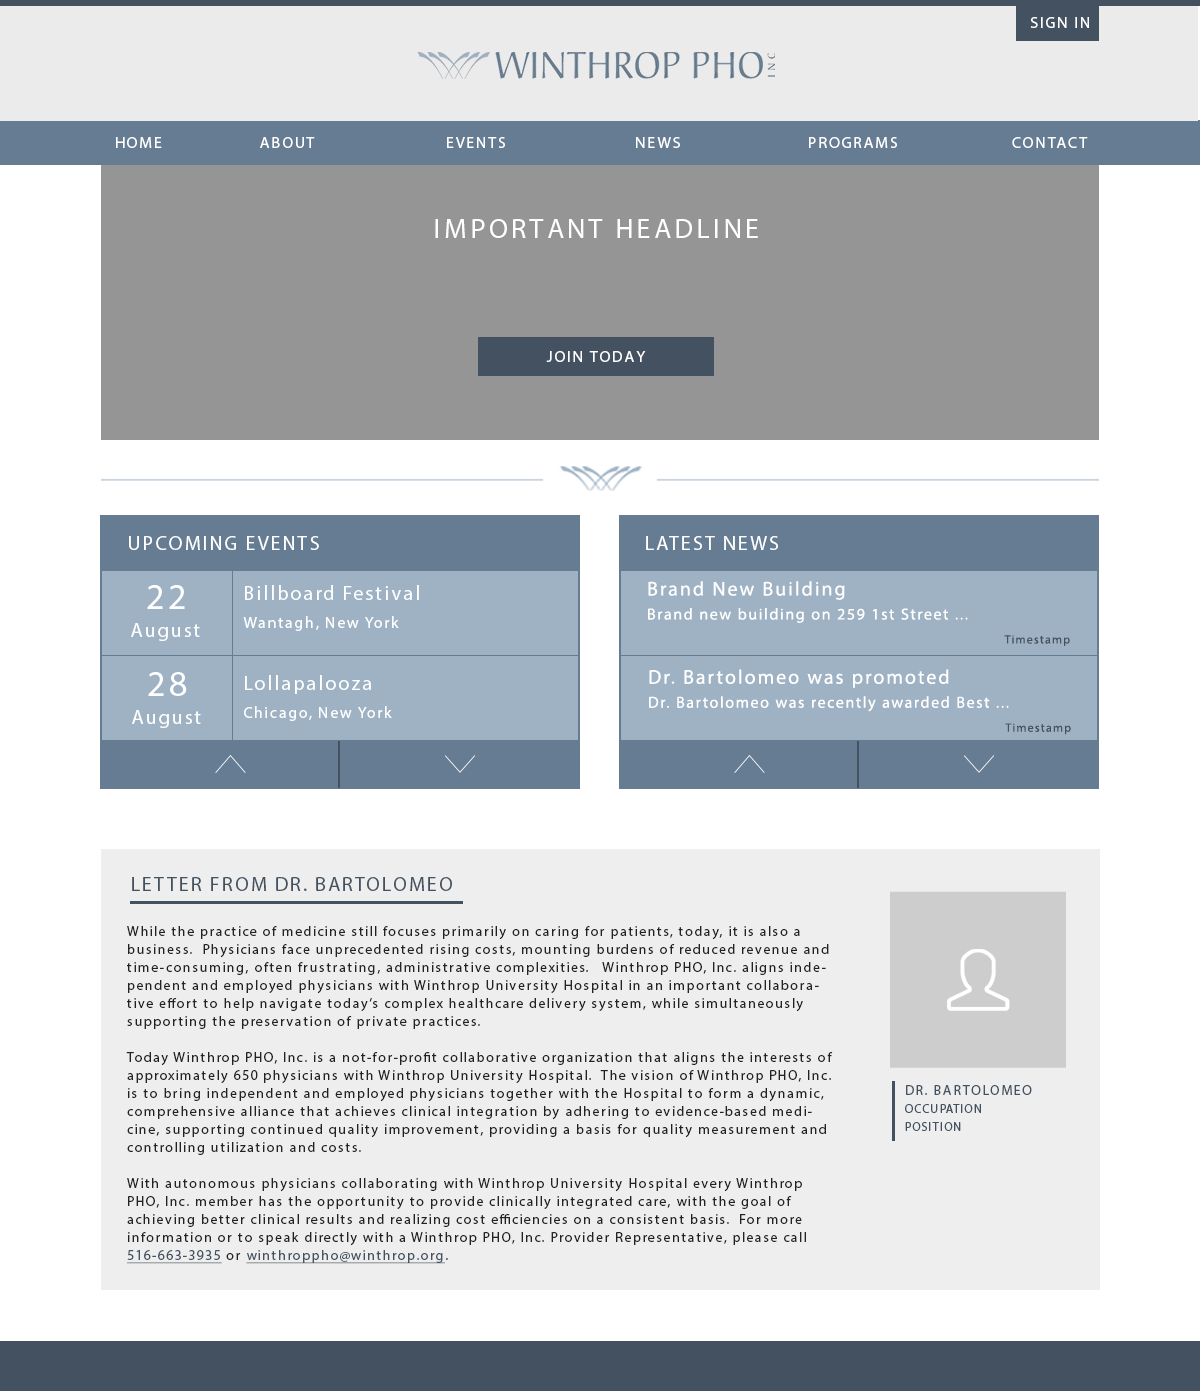 SIGN IN
WINTHROP PHO INC
HOME ABOUT EVENTS NEWS PROGRAMS CONTACT
IMPORTANT HEADLINE
JOIN TODAY
UPCOMING EVENTS
22
August
Billboard Festival
Wantagh, New York
28
August
Lollapalooza
Chicago, New York
LATEST NEWS
Brand New Building
Brand new building on 259 1st Street ...
Timestamp
Dr. Bartolomeo was promoted
Dr. Bartolomeo was recently awarded Best ...
Timestamp
LETTER FROM DR. BARTOLOMEO
While the practice of medicine still focuses primarily on caring for patients, today, it is also a
business.  Physicians face unprecedented rising costs, mounting burdens of reduced revenue and
time-consuming, often frustrating, administrative complexities.   Winthrop PHO, Inc. aligns inde-
pendent and employed physicians with Winthrop University Hospital in an important collabora-
tive effort to help navigate today’s complex healthcare delivery system, while simultaneously
supporting the preservation of private practices.
Today Winthrop PHO, Inc. is a not-for-profit collaborative organization that aligns the interests of
approximately 650 physicians with Winthrop University Hospital.  The vision of Winthrop PHO, Inc.
is to bring independent and employed physicians together with the Hospital to form a dynamic,
comprehensive alliance that achieves clinical integration by adhering to evidence-based medi-
cine, supporting continued quality improvement, providing a basis for quality measurement and
controlling utilization and costs.
With autonomous physicians collaborating with Winthrop University Hospital every Winthrop
PHO, Inc. member has the opportunity to provide clinically integrated care, with the goal of
achieving better clinical results and realizing cost efficiencies on a consistent basis.  For more
information or to speak directly with a Winthrop PHO, Inc. Provider Representative, please call
516-663-3935 or winthroppho@winthrop.org.
DR. BARTOLOMEO
OCCUPATION
POSITION